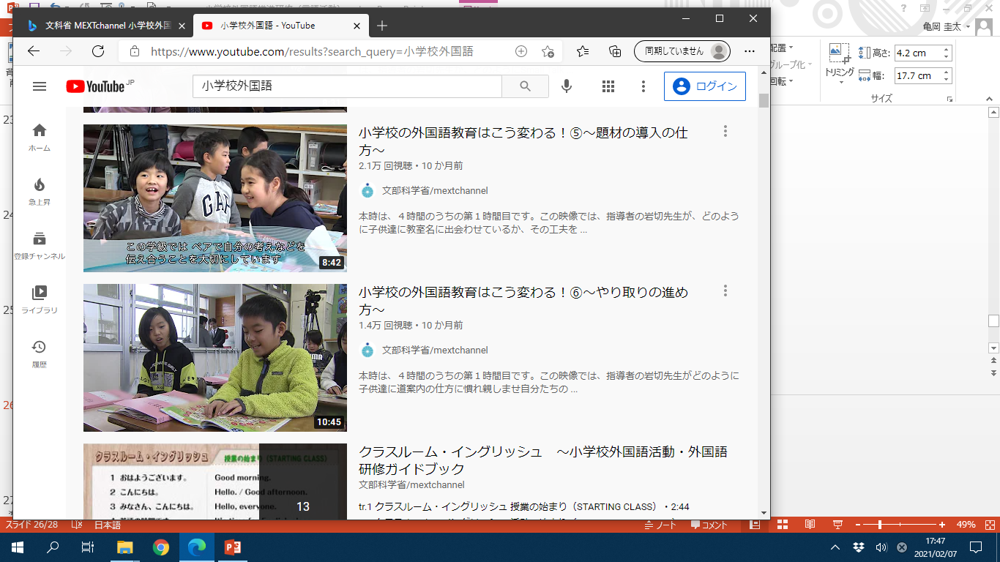 文科省 MEXTchannel 小学校外国
小学校外国語 - YouTube
https://www.youtube.com/results?search_query=小学校外国語
同期していません
亀岡 圭太
配置
グループ化
回転
トリミング
高さ:
4.2 cm
幅:
17.7 cm
サイズ
YouTube JP
小学校外国語
ログイン
ホーム
急上昇
登録チャンネル
ライブラリ
履歴
小学校の外国語教育はこう変わる！⑤～題材の導入の仕
方～
2.1万 回視聴・10 か月前
文部科学省/mextchannel
本時は、４時間のうちの第１時間目です。この映像では、指導者の岩切先生が、どのよう
に子供達に教室名に出会わせているか、その工夫を ...
GAP
この学級では ペアで自分の考えなどを
伝え合うことを大切にしています
8:42
小学校の外国語教育はこう変わる！⑥～やり取りの進め
方～
1.4万 回視聴・10 か月前
文部科学省/mextchannel
本時は、４時間のうちの第１時間目です。この映像では、指導者の岩切先生がどのように
子供達に道案内の仕方に慣れ親しませ自分たちの ...
10:45
クラスルーム・イングリッシュ　～小学校外国語活動・外国語
研修ガイドブック
文部科学省/mextchannel
tr.1 クラスルーム・イングリッシュ 授業の始まり（STARTING CLASS）・2:44
クラスルーム・イングリッシュ 授業の始まり（STARTING CLASS）
1 おはようございます。 Good morning.
2 こんにちは。 Hello. / Good afternoon.
3 みなさん、こんにちは。 Hello, everyone.
13
23
24
25
26
27
スライド 26/28
日本語
ノート
コメント
49%
17:47
2021/02/07